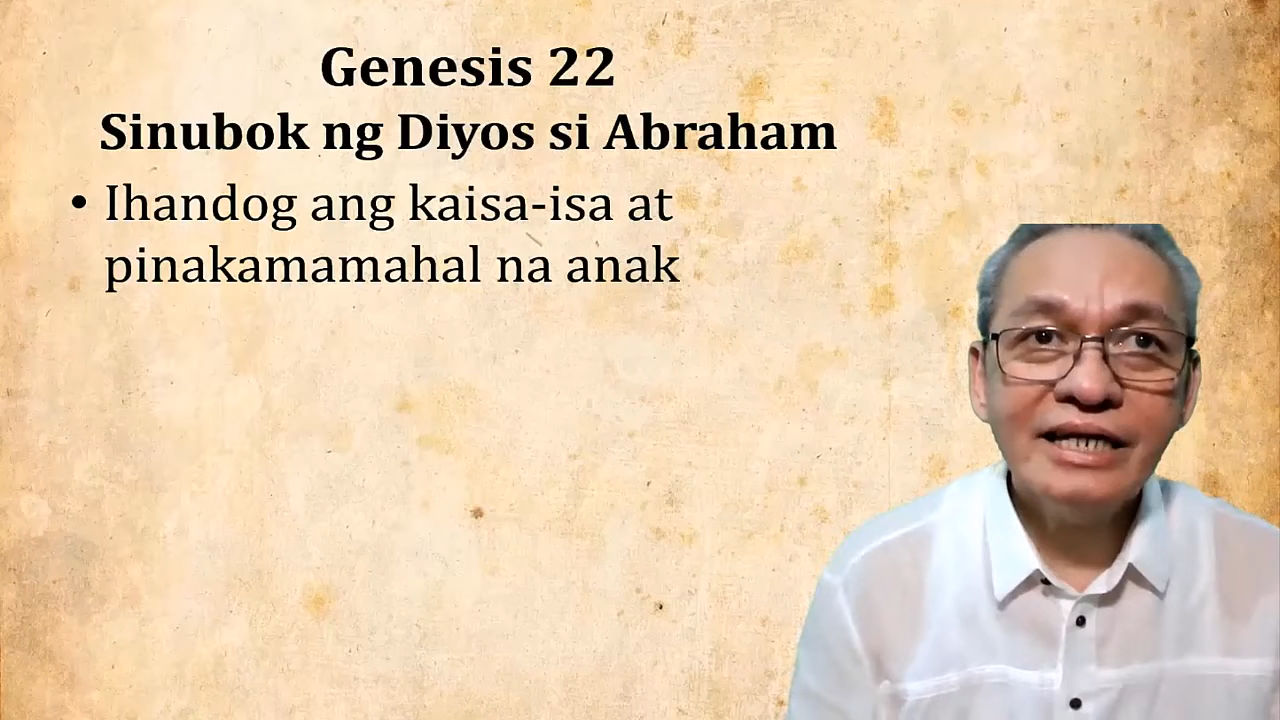 Genesis 22
Sinubok ng Diyos si Abraham
• Ihandog ang kaisa-isa at
pinakamamahal na anak